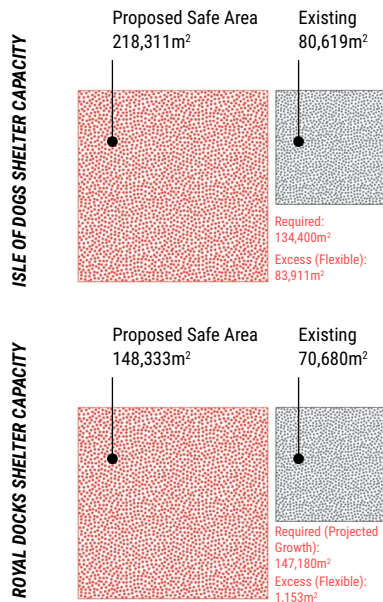 ISLE OF DOGS SHELTER CAPACITY
Proposed Safe Area
218,311m²
Existing
80,619m²
Required:
134,400m²
Excess (Flexible):
83,911m²
ROYAL DOCKS SHELTER CAPACITY
Proposed Safe Area
148,333m²
Existing
70,680m²
Required (Projected
Growth):
147,180m²
Excess (Flexible):
1,153m²